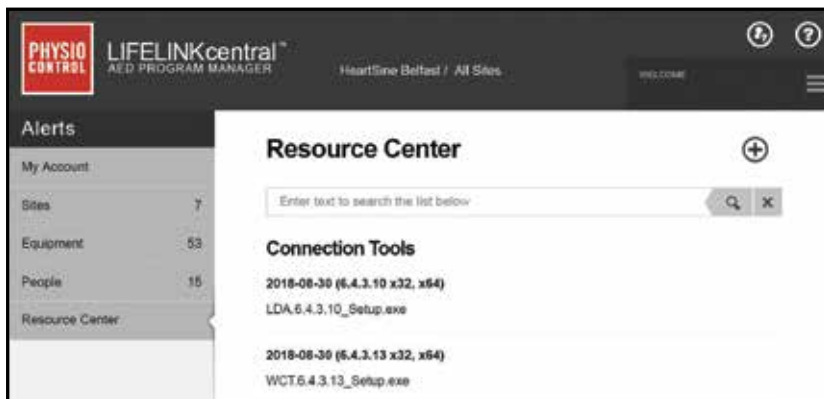 PHYSIO
CONTROL
LIFELINKcentral™
AED PROGRAM MANAGER
HeartSine Belfast / All Sites
WELCOME
Alerts
My Account
Sites 7
Equipment 53
People 15
Resource Center
Resource Center
Enter text to search the list below
Connection Tools
2018-08-30 (6.4.3.10 x32, x64)
LDA.6.4.3.10_Setup.exe
2018-08-30 (6.4.3.13 x32, x64)
WCT.6.4.3.13_Setup.exe